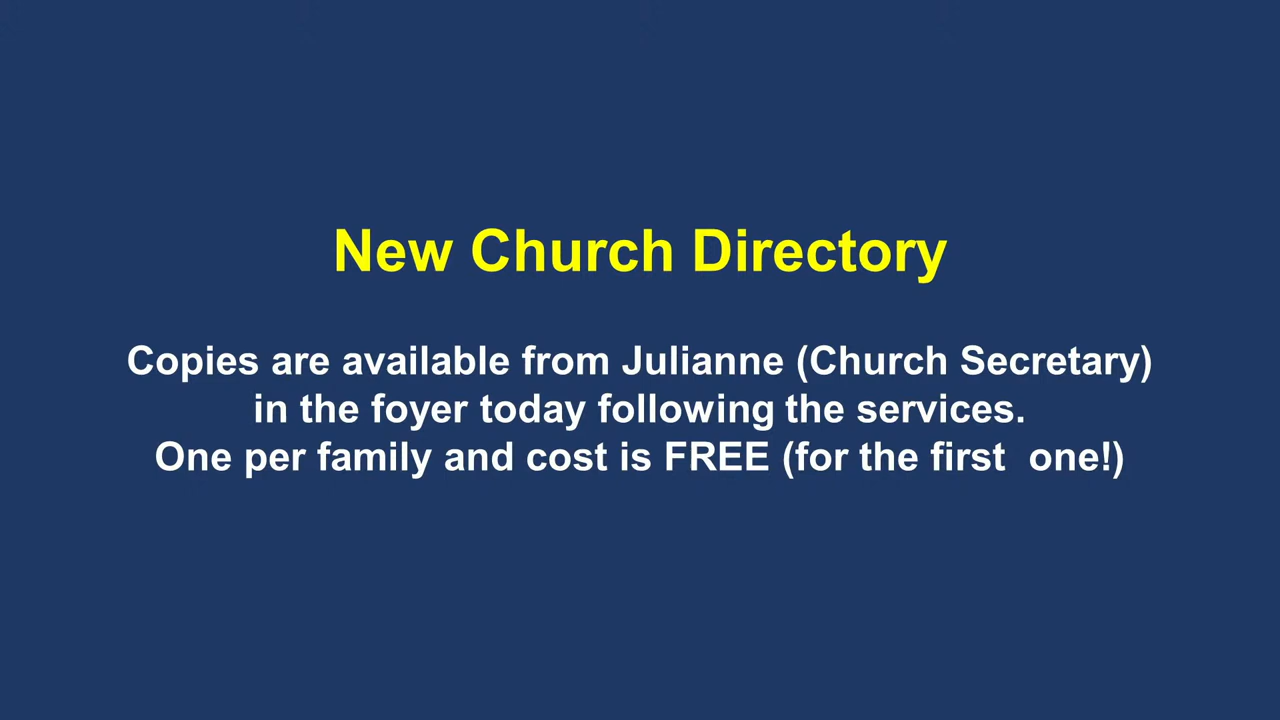 New Church Directory
Copies are available from Julianne (Church Secretary)
in the foyer today following the services.
One per family and cost is FREE (for the first  one!)